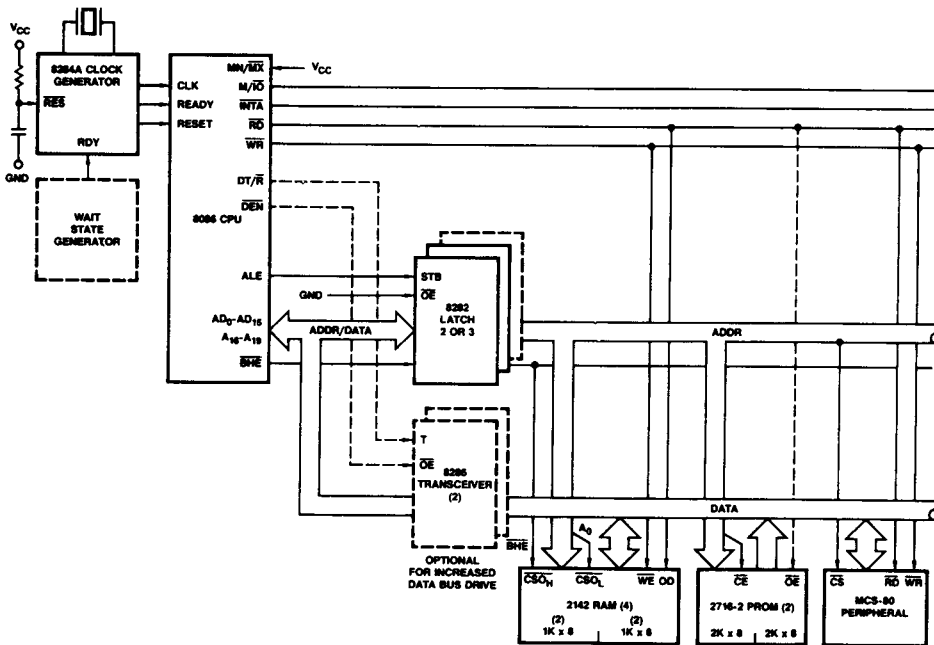 VCC
8284A CLOCK
GENERATOR
RES
RDY
GND
WAIT
STATE
GENERATOR
CLK
READY
RESET
8086 CPU
MN/MX
VCC
M/IO
INTA
RD
WR
DT/R
DEN
ALE
AD0-AD15
A16-A19
BHE
ADDR/DATA
GND
STB
OE
8282
LATCH
2 OR 3
ADDR
T
OE
8286
TRANSCEIVER
(2)
OPTIONAL
FOR INCREASED
DATA BUS DRIVE
DATA
BHE
A0
CSOH
CSOL
WE
OD
2142 RAM (4)
(2)
1K x 8
(2)
1K x 8
CE
OE
2716-2 PROM (2)
2K x 8
2K x 8
CS
RD
WR
MCS-80
PERIPHERAL